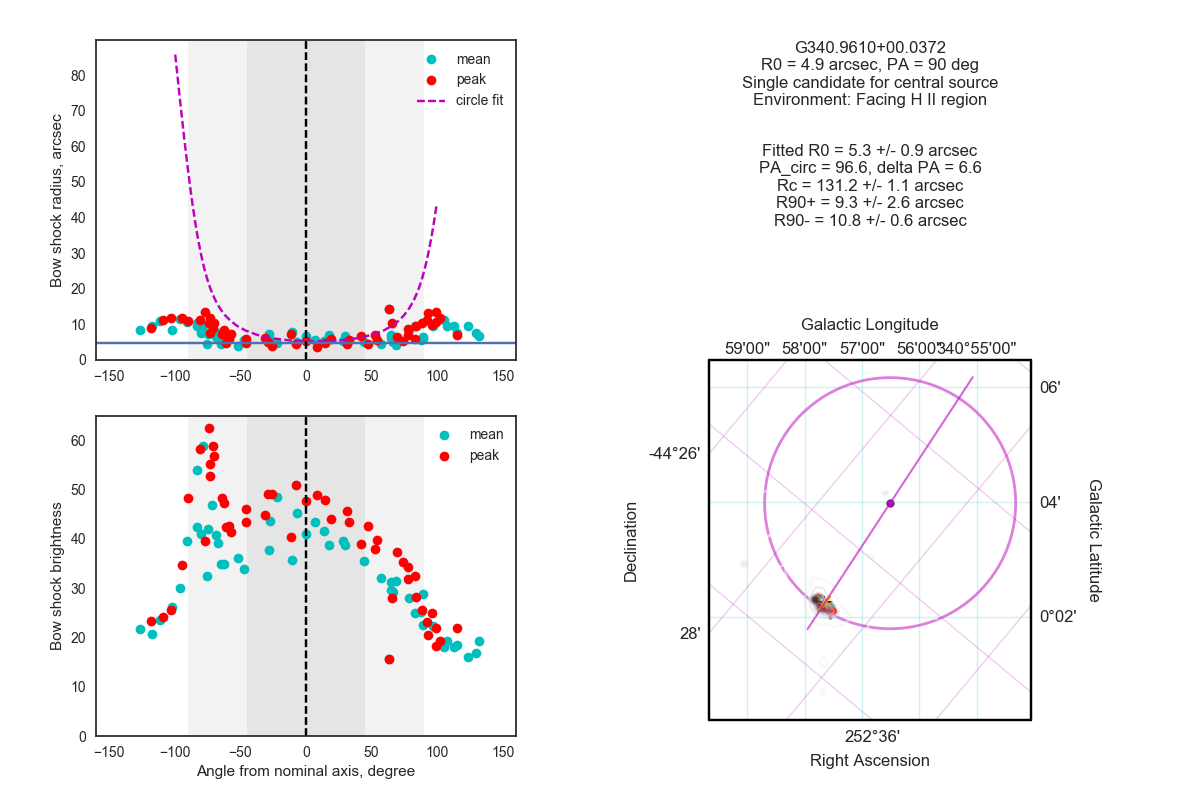 G340.9610+00.0372
R0 = 4.9 arcsec, PA = 90 deg
Single candidate for central source
Environment: Facing H II region
Fitted R0 = 5.3 +/- 0.9 arcsec
PA_circ = 96.6, delta PA = 6.6
Rc = 131.2 +/- 1.1 arcsec
R90+ = 9.3 +/- 2.6 arcsec
R90- = 10.8 +/- 0.6 arcsec
Bow shock radius, arcsec
80
70
60
50
40
30
20
10
0
−150 −100 −50 0 50 100 150
mean
peak
circle fit
Bow shock brightness
60
50
40
30
20
10
0
−150 −100 −50 0 50 100 150
Angle from nominal axis, degree
mean
peak
Galactic Longitude
59'00" 58'00" 57'00" 56'00" 340°55'00"
06'
04'
0°02'
Galactic Latitude
-44°26'
28'
Declination
252°36'
Right Ascension